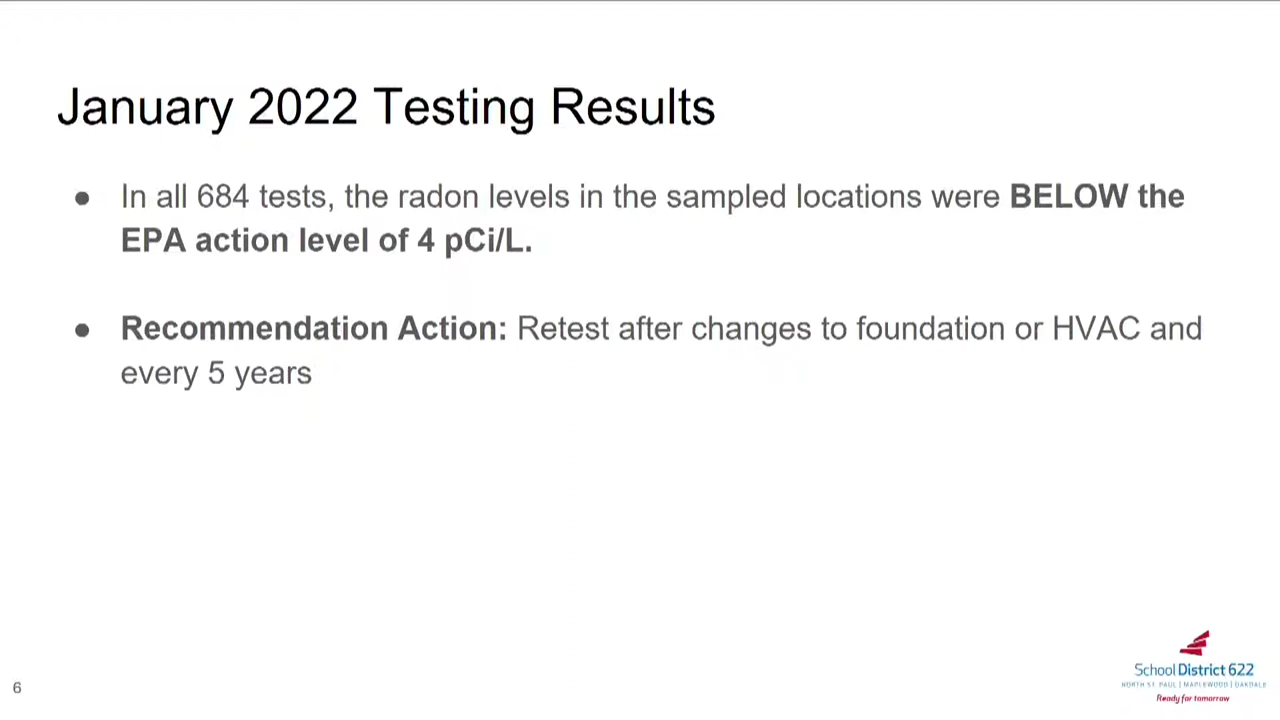 January 2022 Testing Results
● In all 684 tests, the radon levels in the sampled locations were BELOW the
EPA action level of 4 pCi/L.
● Recommendation Action: Retest after changes to foundation or HVAC and
every 5 years
6
School District 622
NORTH ST. PAUL | MAPLEWOOD | OAKDALE
Ready for tomorrow